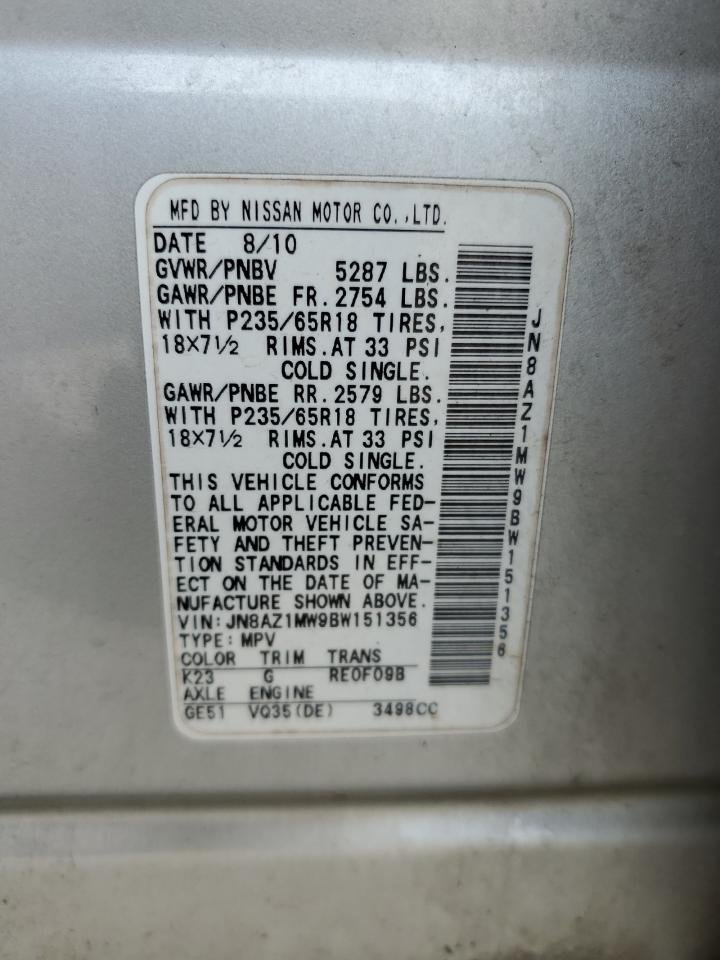 MFD BY NISSAN MOTOR CO.,LTD.
DATE 8/10
GVWR/PNBV 5287 LBS.
GAWR/PNBE FR. 2754 LBS.
WITH P235/65R18 TIRES,
18X7½ RIMS. AT 33 PSI
COLD SINGLE.
GAWR/PNBE RR. 2579 LBS.
WITH P235/65R18 TIRES,
18X7½ RIMS. AT 33 PSI
COLD SINGLE.
THIS VEHICLE CONFORMS
TO ALL APPLICABLE FED-
ERAL MOTOR VEHICLE SA-
FETY AND THEFT PREVEN-
TION STANDARDS IN EFF-
ECT ON THE DATE OF MA-
NUFACTURE SHOWN ABOVE.
VIN:JN8AZ1MW9BW151356
TYPE:MPV
COLOR TRIM TRANS
K23 G RE0F09B
AXLE ENGINE
GE51 VQ35(DE) 3498CC
JN8AZ1MW9BW151356